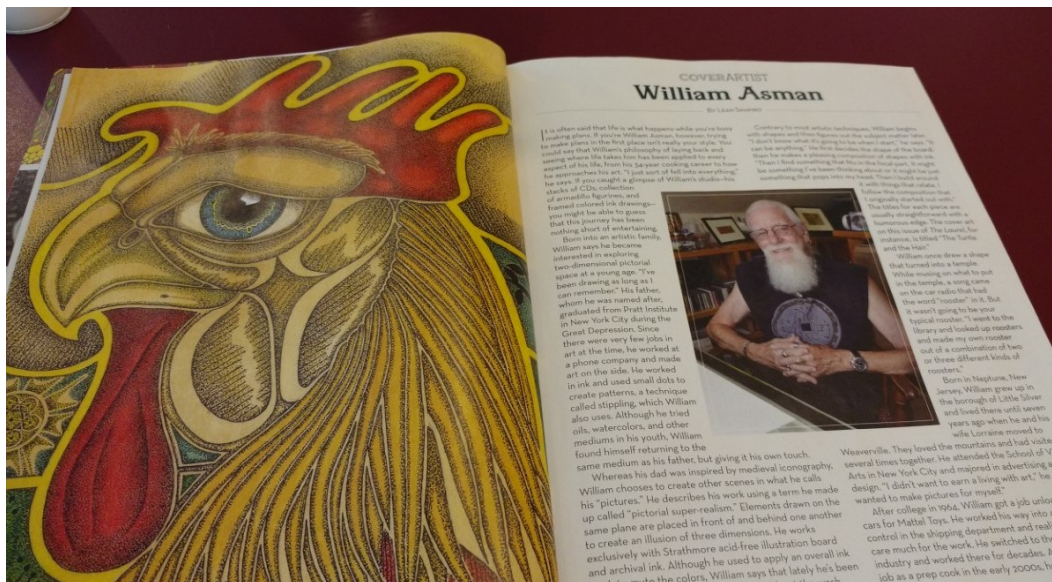 COVERARTIST
William Asman
By Leah Shapiro
It is often said that life is what happens while you're busy
making plans. If you're William Asman, however, trying
to make plans in the first place isn't really your style. You
could say that William's philosophy of laying back and
seeing where life takes him has been applied to every
aspect of his life, from his 34-year cooking career to how
he approaches his art. "I just sort of fell into everything,"
he says. If you caught a glimpse of William's studio—his
stacks of CDs, collection
of armadillo figurines, and
framed colored ink drawings—
you might be able to guess
that this journey has been
nothing short of entertaining.
Born into an artistic family,
William says he became
interested in exploring
two-dimensional pictorial
space at a young age. "I've
been drawing as long as I
can remember." His father,
whom he was named after,
graduated from Pratt Institute
in New York City during the
Great Depression. Since
there were very few jobs in
art at the time, he worked at
a phone company and made
art on the side. He worked
in ink and used small dots to
create patterns, a technique
called stippling, which William
also uses. Although he tried
oils, watercolors, and other
mediums in his youth, William
found himself returning to the
same medium as his father, but giving it his own touch.
Whereas his dad was inspired by medieval iconography,
William chooses to create other scenes in what he calls
his "pictures." He describes his work using a term he made
up called "pictorial super-realism." Elements drawn on the
same plane are placed in front of and behind one another
to create an illusion of three dimensions. He works
exclusively with Strathmore acid-free illustration board
and archival ink. Although he used to apply an overall ink
the colors, William says that lately he's been
Contrary to most artistic techniques, William begins
with shapes and then figures out the subject matter later.
"I don't know what it's going to be when I start," he says. "It
can be anything." He first decides the shape of the board,
then he makes a pleasing composition of shapes with ink.
"Then I find something that fits in the focal part. It might
be something I've been thinking about or it might be just
something that pops into my head. Then I build around
it with things that relate. I
follow the composition that
I originally started out with."
The titles for each piece are
usually straightforward with a
humorous edge. The cover art
on this issue of The Laurel, for
instance, is titled "The Turtle
and the Hair."
William once drew a shape
that turned into a temple.
While musing on what to put
in the temple, a song came
on the car radio that had
the word "rooster" in it. But
it wasn't going to be your
typical rooster. "I went to the
library and looked up roosters
and made my own rooster
out of a combination of two
or three different kinds of
roosters."
Born in Neptune, New
Jersey, William grew up in
the borough of Little Silver
and lived there until seven
years ago when he and his
wife Lorraine moved to
Weaverville. They loved the mountains and had visite
several times together. He attended the School of V
Arts in New York City and majored in advertising
design. "I didn't want to earn a living with art," he
wanted to make pictures for myself."
After college in 1964, William got a job unloa
cars for Mattel Toys. He worked his way into
control in the shipping department and real
care much for the work. He switched to th
industry and worked there for decades. A
job as a prep cook in the early 2000s, h